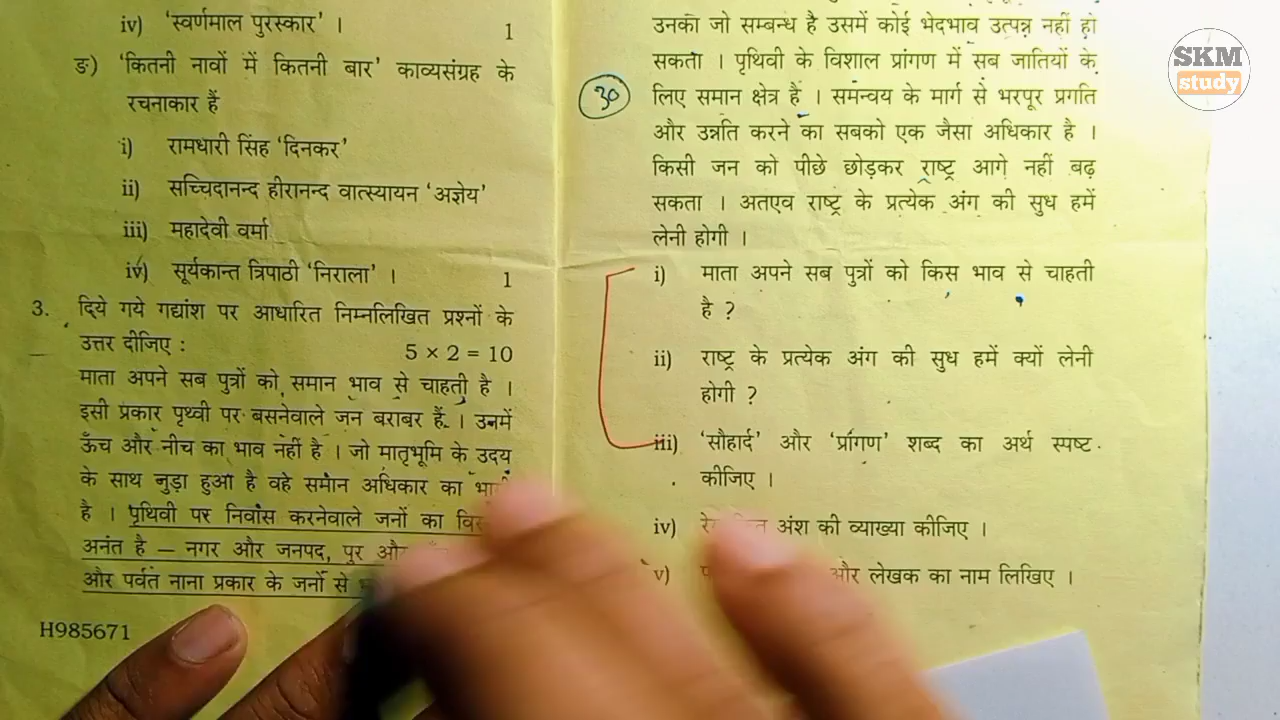 iv) 'स्वर्णमाल पुरस्कार' । 1
ङ) 'कितनी नावों में कितनी बार' काव्यसंग्रह के
रचनाकार हैं
i) रामधारी सिंह 'दिनकर'
ii) सच्चिदानन्द हीरानन्द वात्स्यायन 'अज्ञेय'
iii) महादेवी वर्मा
iv) सूर्यकान्त त्रिपाठी 'निराला' । 1
3. दिये गये गद्यांश पर आधारित निम्नलिखित प्रश्नों के
उत्तर दीजिए : 5 × 2 = 10
माता अपने सब पुत्रों को समान भाव से चाहती है ।
इसी प्रकार पृथ्वी पर बसनेवाले जन बराबर हैं । उनमें
ऊँच और नीच का भाव नहीं है । जो मातृभूमि के उदय
के साथ जुड़ा हुआ है वह समान अधिकार का
है । पृथिवी पर निवास करनेवाले जनों का
अनंत है — नगर और जनपद, पुर
और पर्वत नाना प्रकार के जनों से
H985671
उनका जो सम्बन्ध है उसमें कोई भेदभाव उत्पन्न नहीं हो
सकता । पृथिवी के विशाल प्रांगण में सब जातियों के
30 लिए समान क्षेत्र है । समन्वय के मार्ग से भरपूर प्रगति
और उन्नति करने का सबको एक जैसा अधिकार है ।
किसी जन को पीछे छोड़कर राष्ट्र आगे नहीं बढ़
सकता । अतएव राष्ट्र के प्रत्येक अंग की सुध हमें
लेनी होगी ।
i) माता अपने सब पुत्रों को किस भाव से चाहती
है ?
ii) राष्ट्र के प्रत्येक अंग की सुध हमें क्यों लेनी
होगी ?
iii) 'सौहार्द' और 'प्रांगण' शब्द का अर्थ स्पष्ट
कीजिए ।
iv) अंश की व्याख्या कीजिए ।
v) और लेखक का नाम लिखिए ।
SKM
study